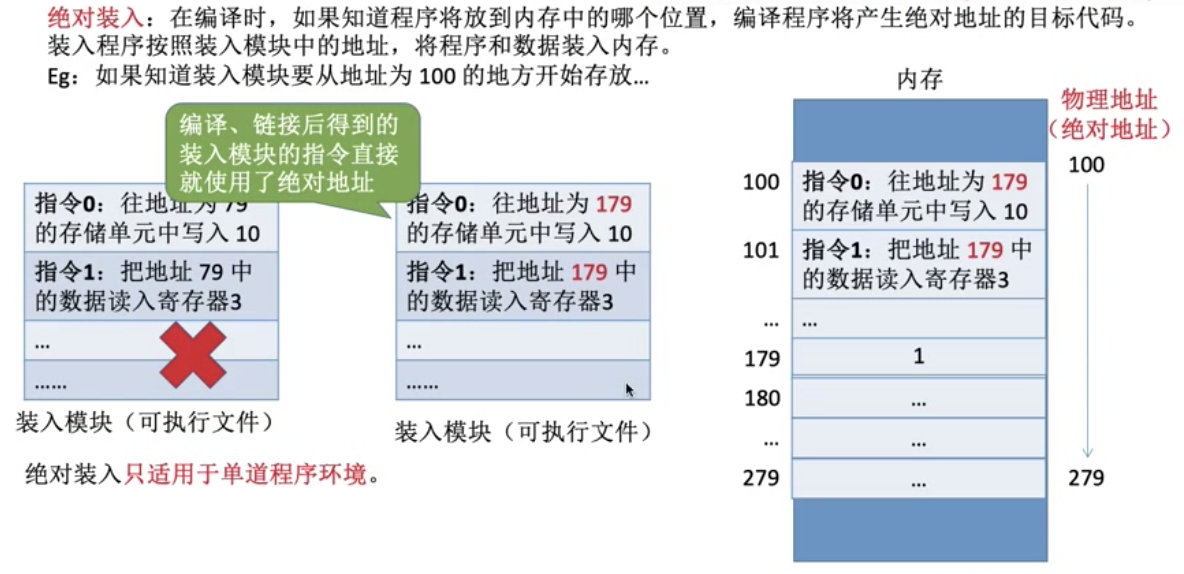 绝对装入：在编译时，如果知道程序将放到内存中的哪个位置，编译程序将产生绝对地址的目标代码。
装入程序按照装入模块中的地址，将程序和数据装入内存。
Eg：如果知道装入模块要从地址为 100 的地方开始存放...
编译、链接后得到的
装入模块的指令直接
就使用了绝对地址
指令0：往地址为 79
的存储单元中写入 10
指令1：把地址 79 中
的数据读入寄存器3
...
......
装入模块（可执行文件）
指令0：往地址为 179
的存储单元中写入 10
指令1：把地址 179 中
的数据读入寄存器3
...
......
装入模块（可执行文件）
绝对装入只适用于单道程序环境。
内存
物理地址
（绝对地址）
100
指令0：往地址为 179
的存储单元中写入 10
100
101
指令1：把地址 179 中
的数据读入寄存器3
... ...
179 1
180 ...
... ...
279 ... 279